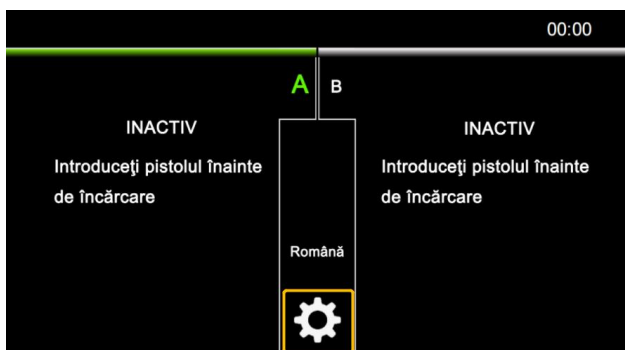 00:00
A B
INACTIV
Introduceţi pistolul înainte
de încărcare
INACTIV
Introduceţi pistolul înainte
de încărcare
Română